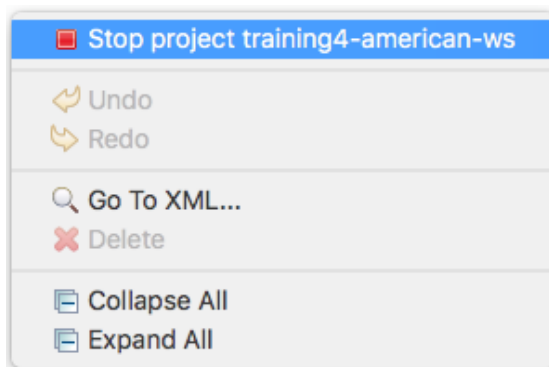 Stop project training4-american-ws
Undo
Redo
Go To XML...
Delete
Collapse All
Expand All